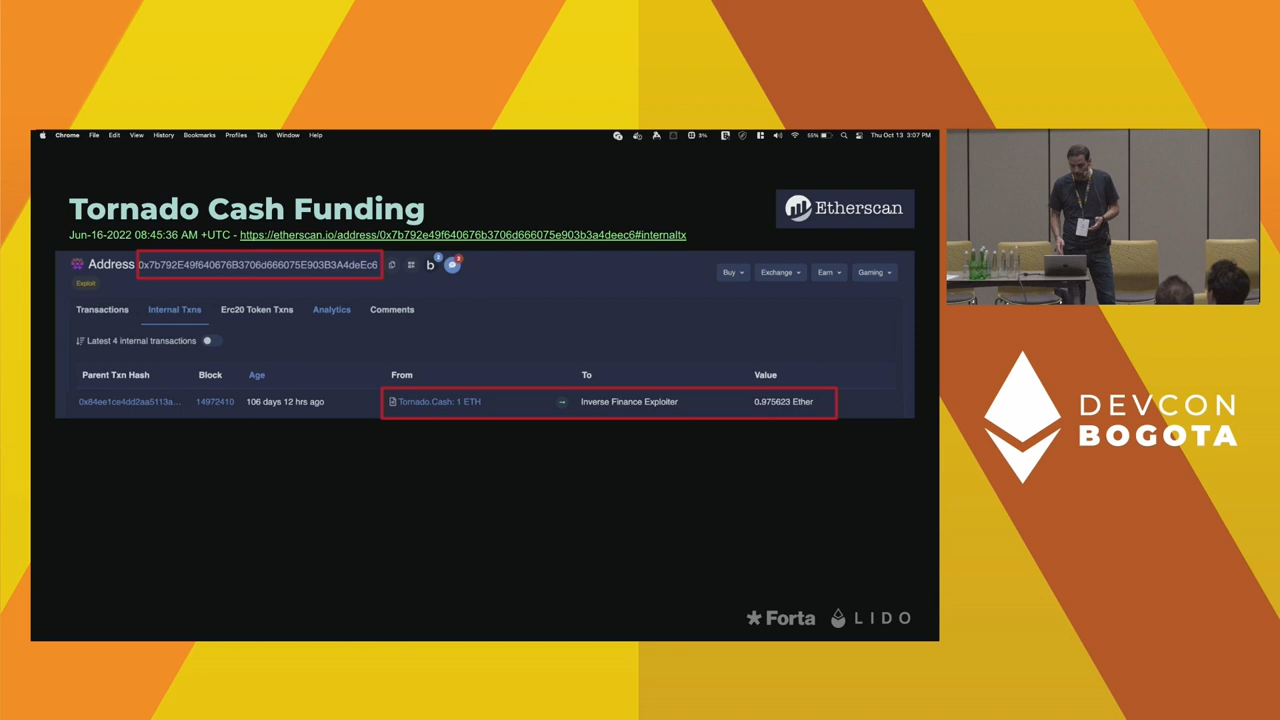 Chrome File Edit View History Bookmarks Profiles Tab Window Help
3% 55% Thu Oct 13 3:07 PM
Tornado Cash Funding
Etherscan
Jun-16-2022 08:45:36 AM +UTC - https://etherscan.io/address/0x7b792e49f640676b3706d666075e903b3a4deec6#internaltx
Address 0x7b792E49f640676B3706d666075E903B3A4deEc6 b 2 2
Exploit
Buy Exchange Earn Gaming
Transactions Internal Txns Erc20 Token Txns Analytics Comments
Latest 4 internal transactions
Parent Txn Hash Block Age From To Value
0x84ee1ce4dd2aa5113a... 14972410 106 days 12 hrs ago Tornado.Cash: 1 ETH Inverse Finance Exploiter 0.975623 Ether
Forta LIDO
DEVCON
BOGOTA